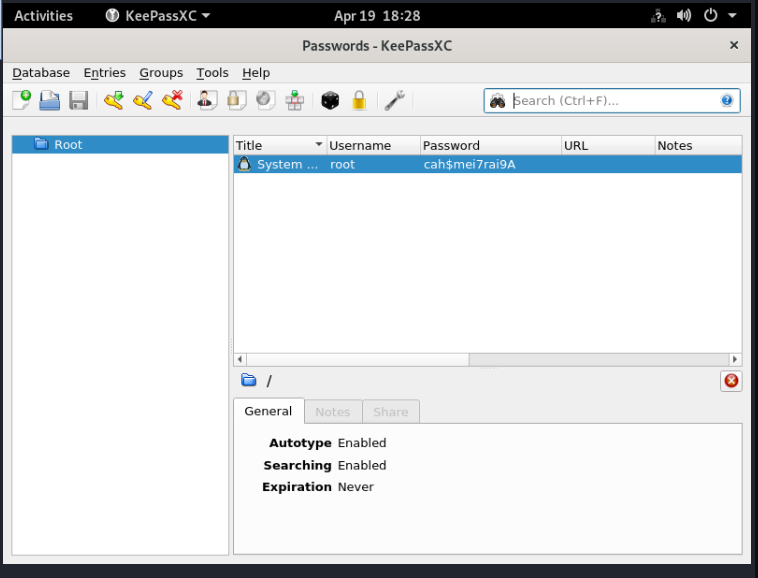 Activities KeePassXC Apr 19 18:28
Passwords - KeePassXC
Database Entries Groups Tools Help
Search (Ctrl+F)...
Root
Title Username Password URL Notes
System ... root cah$mei7rai9A
/
General Notes Share
Autotype Enabled
Searching Enabled
Expiration Never